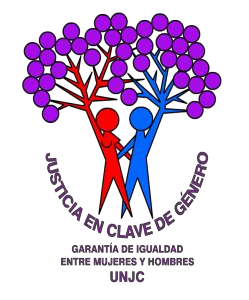 JUSTICIA EN CLAVE DE GÉNERO
GARANTÍA DE IGUALDAD
ENTRE MUJERES Y HOMBRES
UNJC